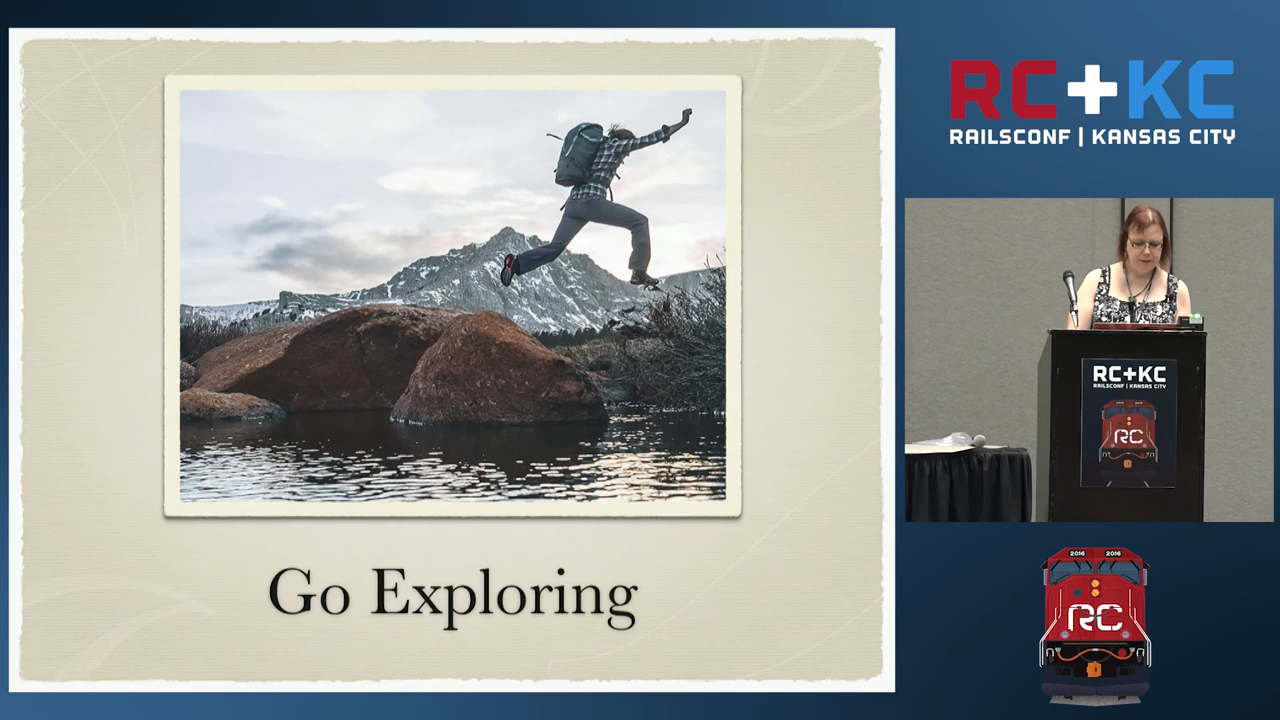 Go Exploring
RC+KC
RAILSCONF | KANSAS CITY
RC+KC
RAILSCONF | KANSAS CITY
RC
2016 2016
RC